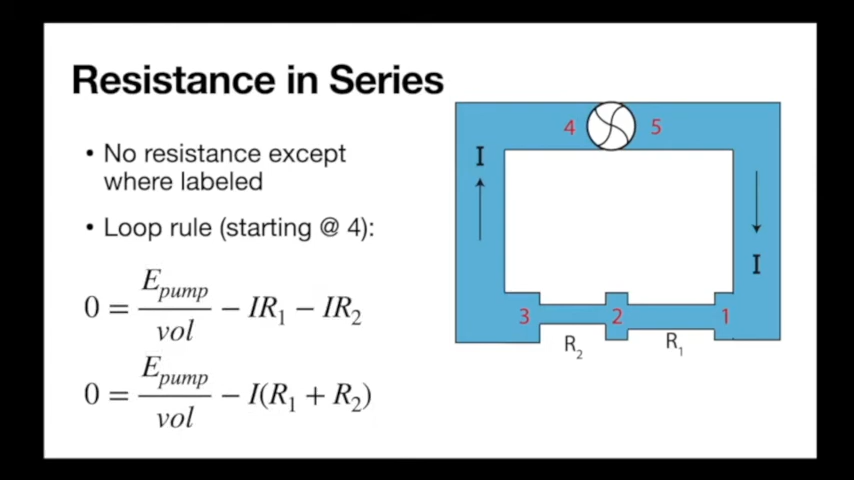 Resistance in Series
• No resistance except
where labeled
• Loop rule (starting @ 4):
0 = E_pump/vol − IR₁ − IR₂
0 = E_pump/vol − I(R₁ + R₂)
4 5
I
I
3 2 1
R₂ R₁